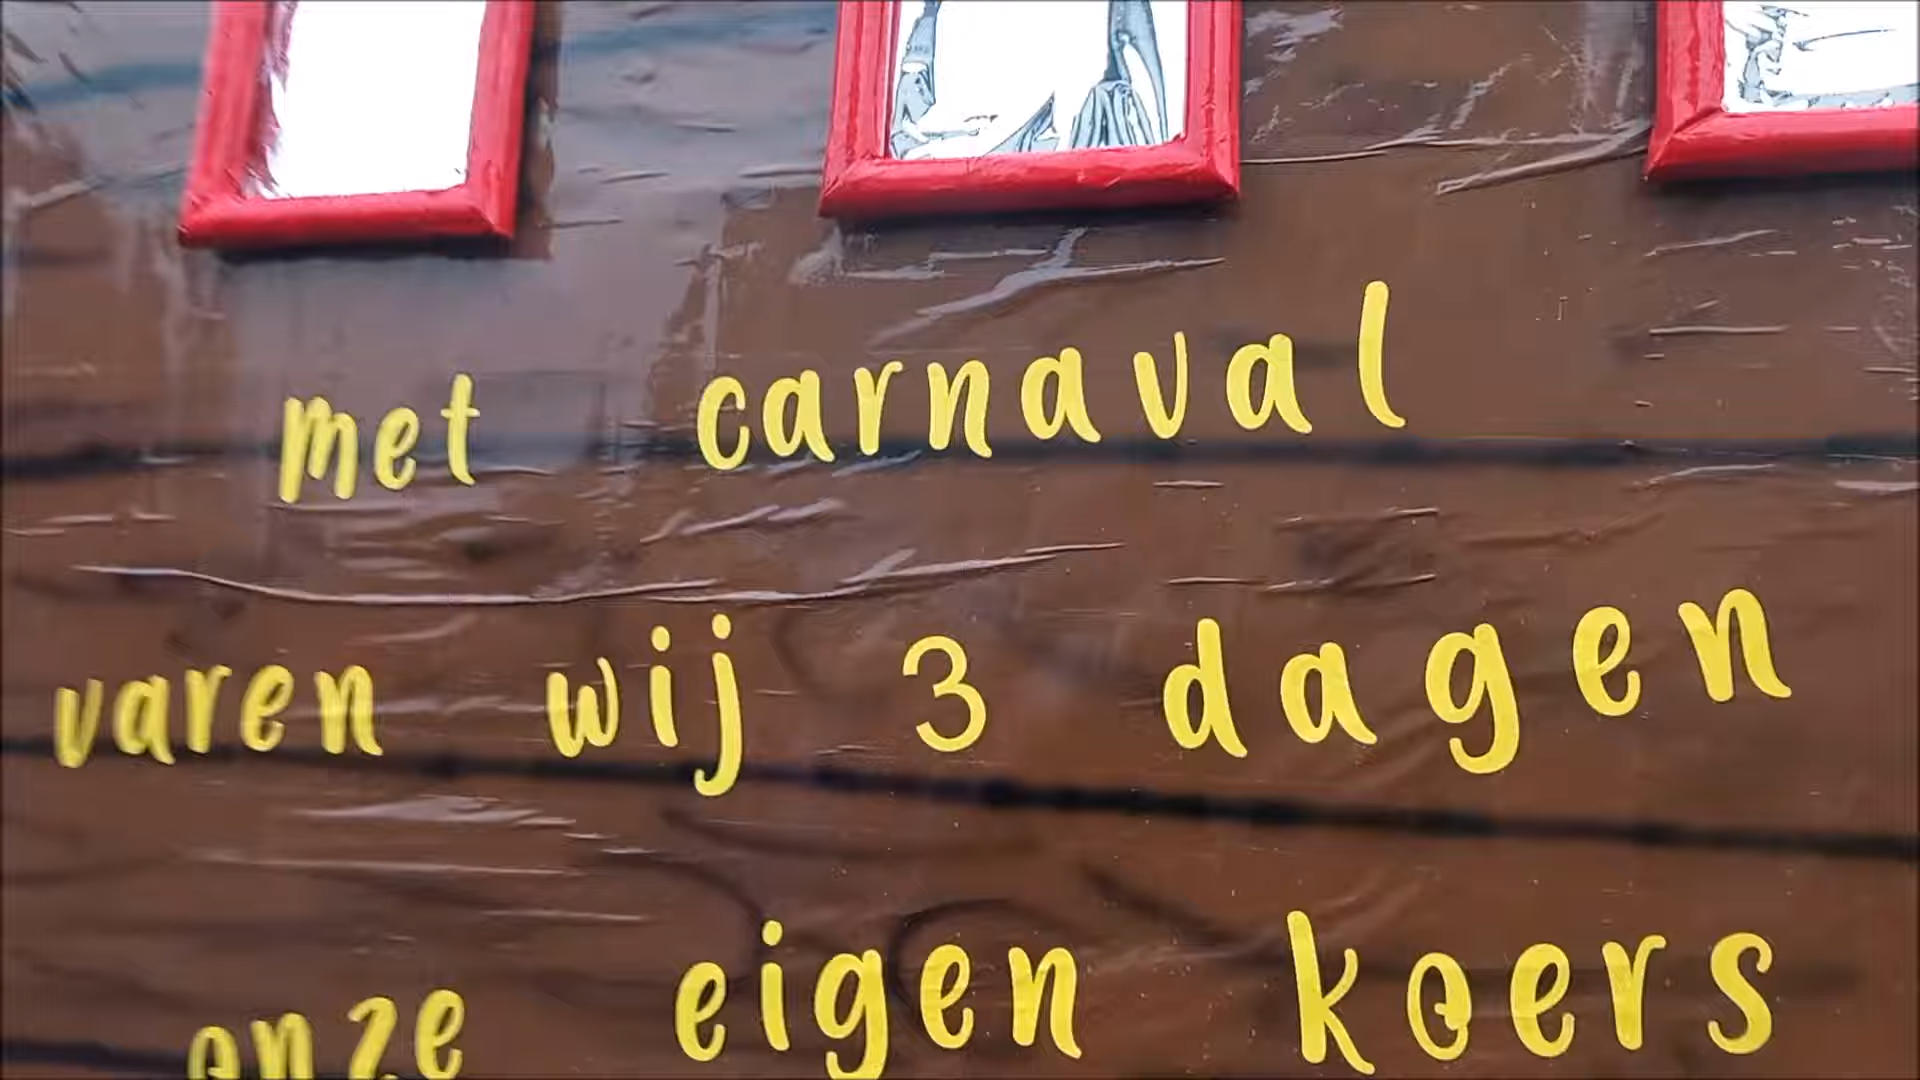 met carnaval
varen wij 3 dagen
onze eigen koers